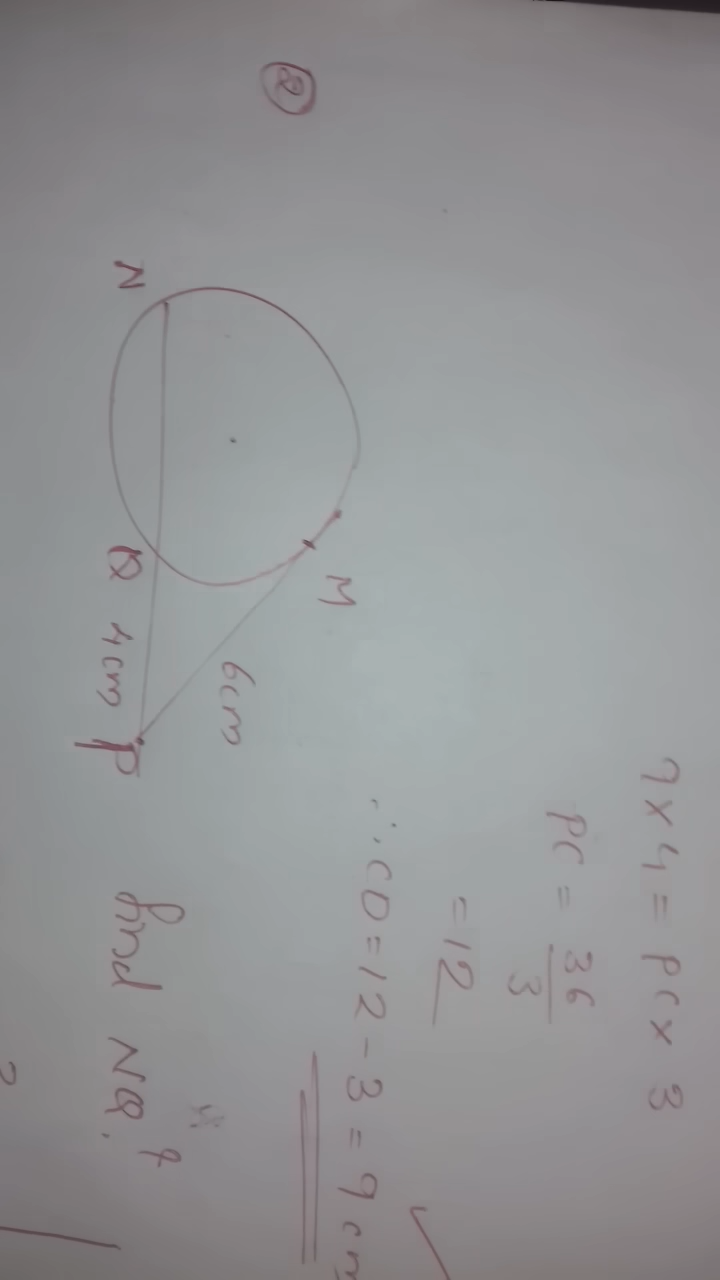 9 x 4 = PC x 3
PC = 36/3
= 12
∴ CD = 12 - 3 = 9 cm
②
N
M
6cm
Q 4cm P
find NQ.